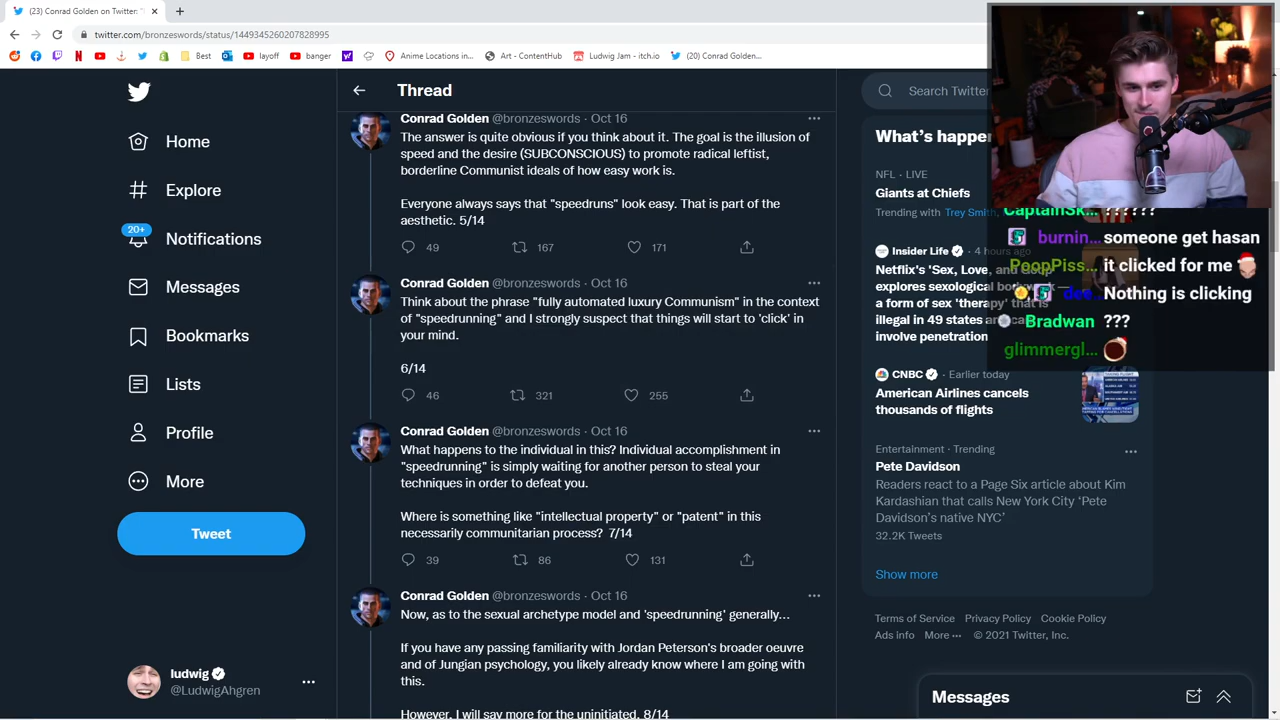 (23) Conrad Golden on Twitter: "
twitter.com/bronzeswords/status/1449345260207828995
Best
layoff
banger
Anime Locations in...
Art - ContentHub
Ludwig Jam - itch.io
(20) Conrad Golden...
Home
Explore
20+
Notifications
Messages
Bookmarks
Lists
Profile
More
Tweet
ludwig
@LudwigAhgren
Thread
Conrad Golden @bronzeswords · Oct 16
The answer is quite obvious if you think about it. The goal is the illusion of
speed and the desire (SUBCONSCIOUS) to promote radical leftist,
borderline Communist ideals of how easy work is.
Everyone always says that "speedruns" look easy. That is part of the
aesthetic. 5/14
49 167 171
Conrad Golden @bronzeswords · Oct 16
Think about the phrase "fully automated luxury Communism" in the context
of "speedrunning" and I strongly suspect that things will start to 'click' in
your mind.
6/14
46 321 255
Conrad Golden @bronzeswords · Oct 16
What happens to the individual in this? Individual accomplishment in
"speedrunning" is simply waiting for another person to steal your
techniques in order to defeat you.
Where is something like "intellectual property" or "patent" in this
necessarily communitarian process? 7/14
39 86 131
Conrad Golden @bronzeswords · Oct 16
Now, as to the sexual archetype model and 'speedrunning' generally...
If you have any passing familiarity with Jordan Peterson's broader oeuvre
and of Jungian psychology, you likely already know where I am going with
this.
However, I will say more for the uninitiated. 8/14
Search Twitter
What's happen
NFL · LIVE
Giants at Chiefs
Trending with Trey Smith,
Insider Life · 4 hours ago
Netflix's 'Sex, Love, and Goop'
explores sexological
a form of sex 'therapy' that is
illegal in 49 states
involve penetration
CNBC · Earlier today
American Airlines cancels
thousands of flights
Entertainment · Trending
Pete Davidson
Readers react to a Page Six article about Kim
Kardashian that calls New York City 'Pete
Davidson's native NYC'
32.2K Tweets
Show more
Terms of Service Privacy Policy Cookie Policy
Ads info More ··· © 2021 Twitter, Inc.
Messages
CaptainSk... ??????
burnin... someone get hasan
PoopPiss... it clicked for me
dee... Nothing is clicking
Bradwan ???
glimmergl...